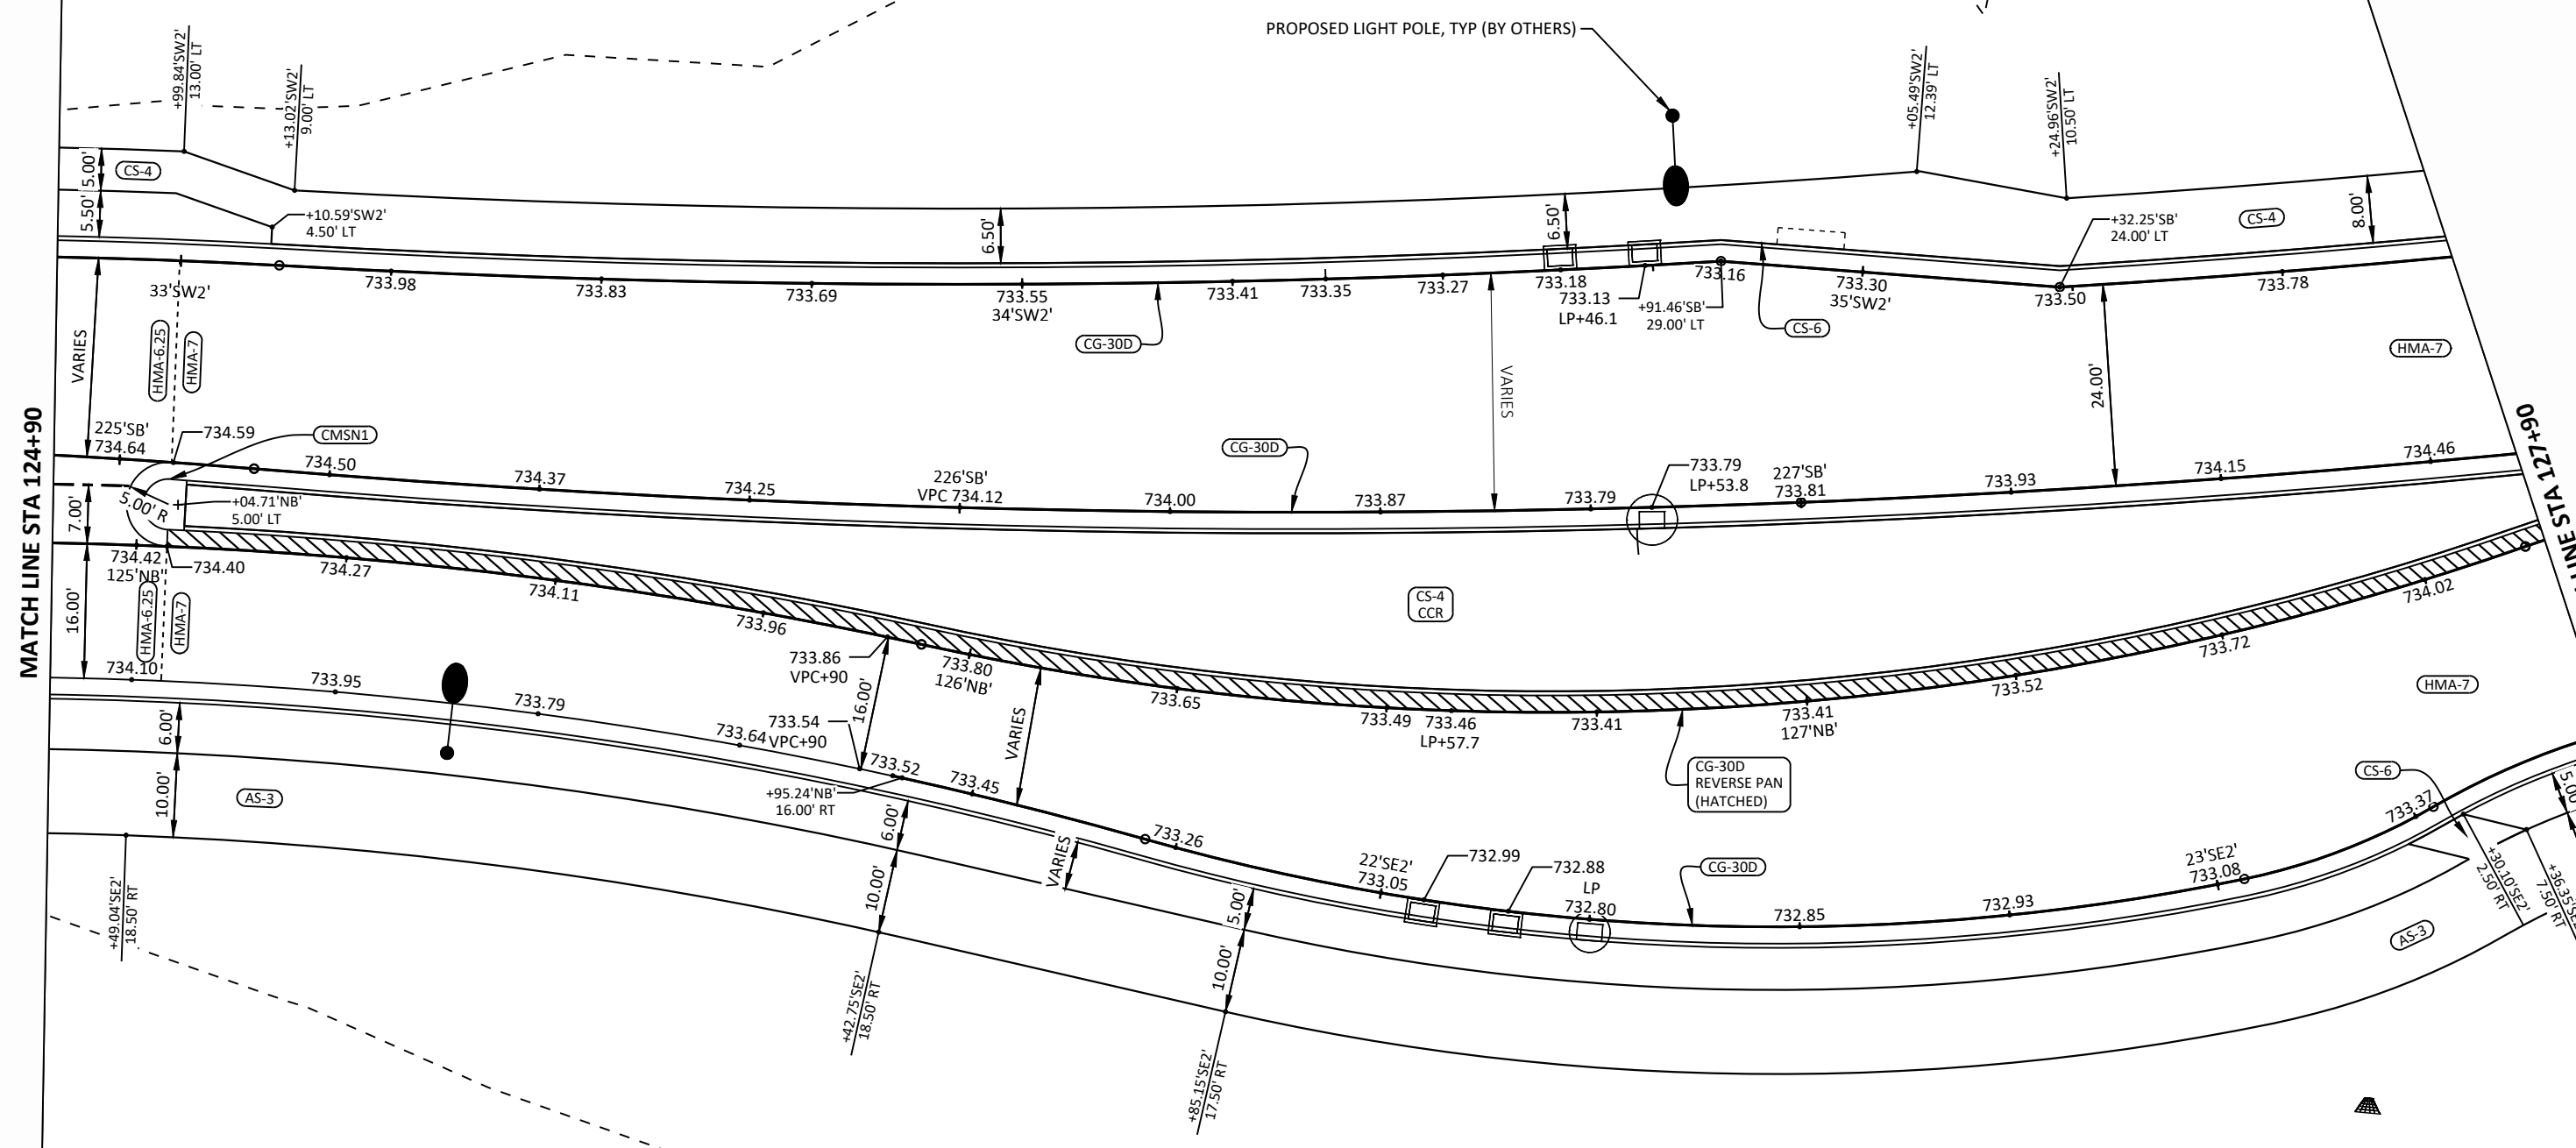 PROPOSED LIGHT POLE, TYP (BY OTHERS)
+99.84'SW2'
13.00' LT
+13.02'SW2'
9.00' LT
+05.49'SW2'
12.39' LT
+24.96'SW2'
10.50' LT
5.00'
CS-4
5.50'
+10.59'SW2'
4.50' LT
6.50'
6.50'
+32.25'SB'
24.00' LT
CS-4
8.00'
33'SW2'
733.98
733.83
733.69
733.55
34'SW2'
733.41
733.35
733.27
733.18
733.13
LP+46.1
733.16
+91.46'SB'
29.00' LT
733.30
35'SW2'
733.50
733.78
VARIES
HMA-6.25
HMA-7
CG-30D
CS-6
VARIES
24.00'
HMA-7
MATCH LINE STA 124+90
225'SB'
734.64
734.59
CMSN1
734.50
734.37
226'SB'
VPC 734.12
734.25
734.00
CG-30D
733.87
733.79
733.79
LP+53.8
227'SB'
733.81
733.93
734.15
734.46
LINE STA 127+90
7.00'
5.00' R
+04.71'NB'
5.00' LT
734.42
125'NB'
734.40
734.27
734.11
733.96
733.86
VPC+90
733.80
126'NB'
733.65
733.49
733.46
LP+57.7
733.41
733.41
127'NB'
733.52
733.72
734.02
CS-4
CCR
16.00'
HMA-6.25
HMA-7
HMA-7
734.10
733.95
733.79
733.64
733.54
VPC+90
16.00'
VARIES
733.52
733.45
+95.24'NB'
16.00' RT
733.26
22'SE2'
733.05
732.99
732.88
LP
732.80
CG-30D
732.85
732.93
23'SE2'
733.08
733.37
CG-30D
REVERSE PAN
(HATCHED)
CS-6
5.00'
6.00'
10.00'
AS-3
6.00'
10.00'
VARIES
5.00'
10.00'
AS-3
+49.04'SE2'
18.50' RT
+42.75'SE2'
18.50' RT
+85.15'SE2'
17.50' RT
+30.10'SE2'
2.50' RT
7.50' RT